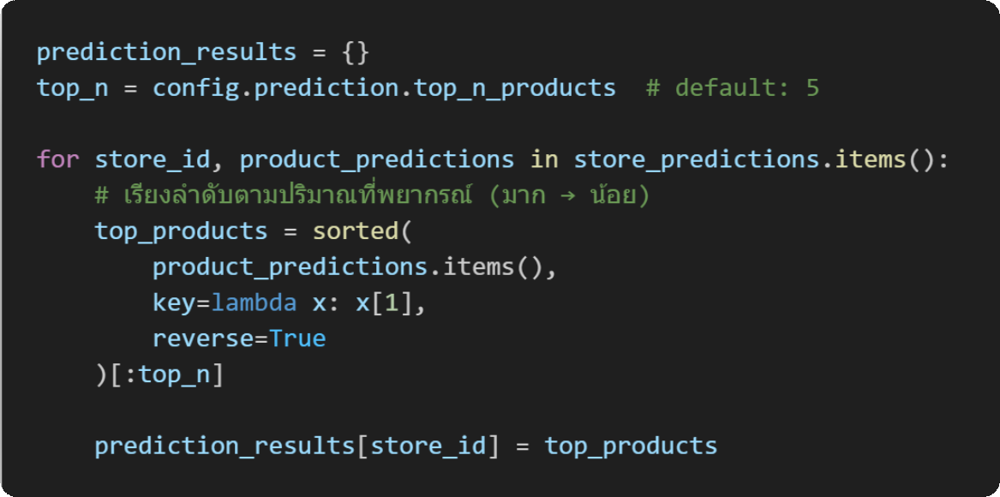 prediction_results = {}
top_n = config.prediction.top_n_products  # default: 5
for store_id, product_predictions in store_predictions.items():
    # เรียงลำดับตามปริมาณที่พยากรณ์ (มาก → น้อย)
    top_products = sorted(
        product_predictions.items(),
        key=lambda x: x[1],
        reverse=True
    )[:top_n]
    prediction_results[store_id] = top_products